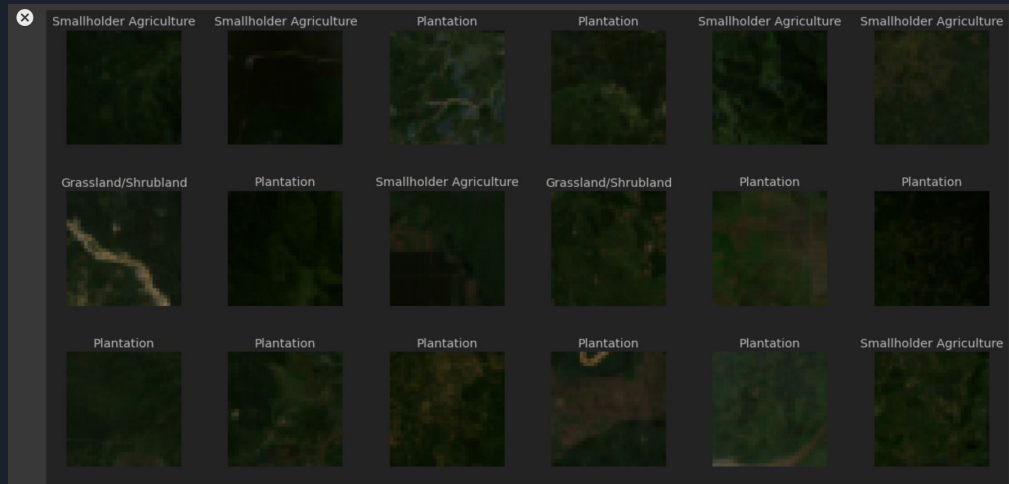 Smallholder Agriculture Smallholder Agriculture Plantation Plantation Smallholder Agriculture Smallholder Agriculture
Grassland/Shrubland Plantation Smallholder Agriculture Grassland/Shrubland Plantation Plantation
Plantation Plantation Plantation Plantation Plantation Smallholder Agriculture